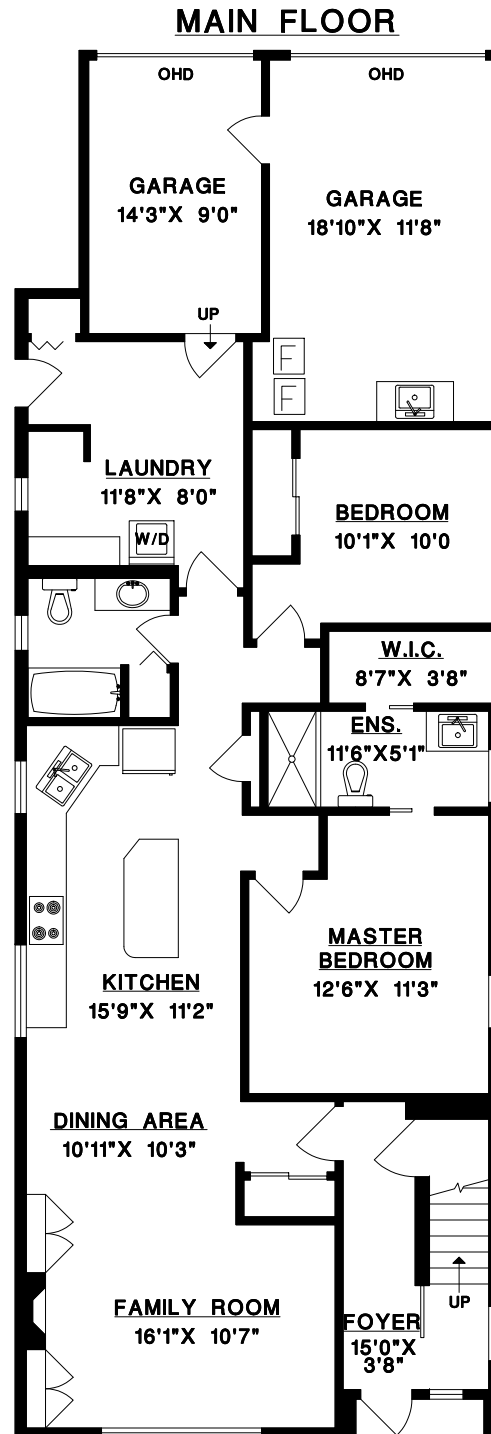 MAIN FLOOR
OHD
OHD
GARAGE
14'3"X 9'0"
GARAGE
18'10"X 11'8"
UP
F
F
LAUNDRY
11'8"X 8'0"
W/D
BEDROOM
10'1"X 10'0
W.I.C.
8'7"X 3'8"
ENS.
11'6"X5'1"
MASTER
BEDROOM
12'6"X 11'3"
KITCHEN
15'9"X 11'2"
DINING AREA
10'11"X 10'3"
FAMILY ROOM
16'1"X 10'7"
UP
FOYER
15'0"X
3'8"